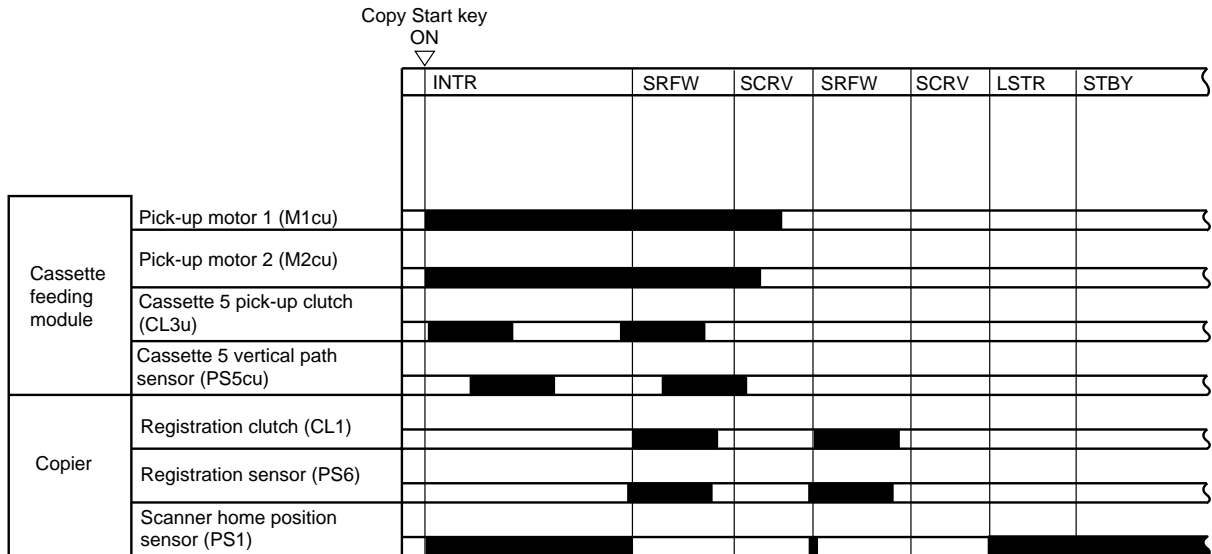 Copy Start key
ON
INTR SRFW SCRV SRFW SCRV LSTR STBY
Cassette
feeding
module
Pick-up motor 1 (M1cu)
Pick-up motor 2 (M2cu)
Cassette 5 pick-up clutch
(CL3u)
Cassette 5 vertical path
sensor (PS5cu)
Copier
Registration clutch (CL1)
Registration sensor (PS6)
Scanner home position
sensor (PS1)